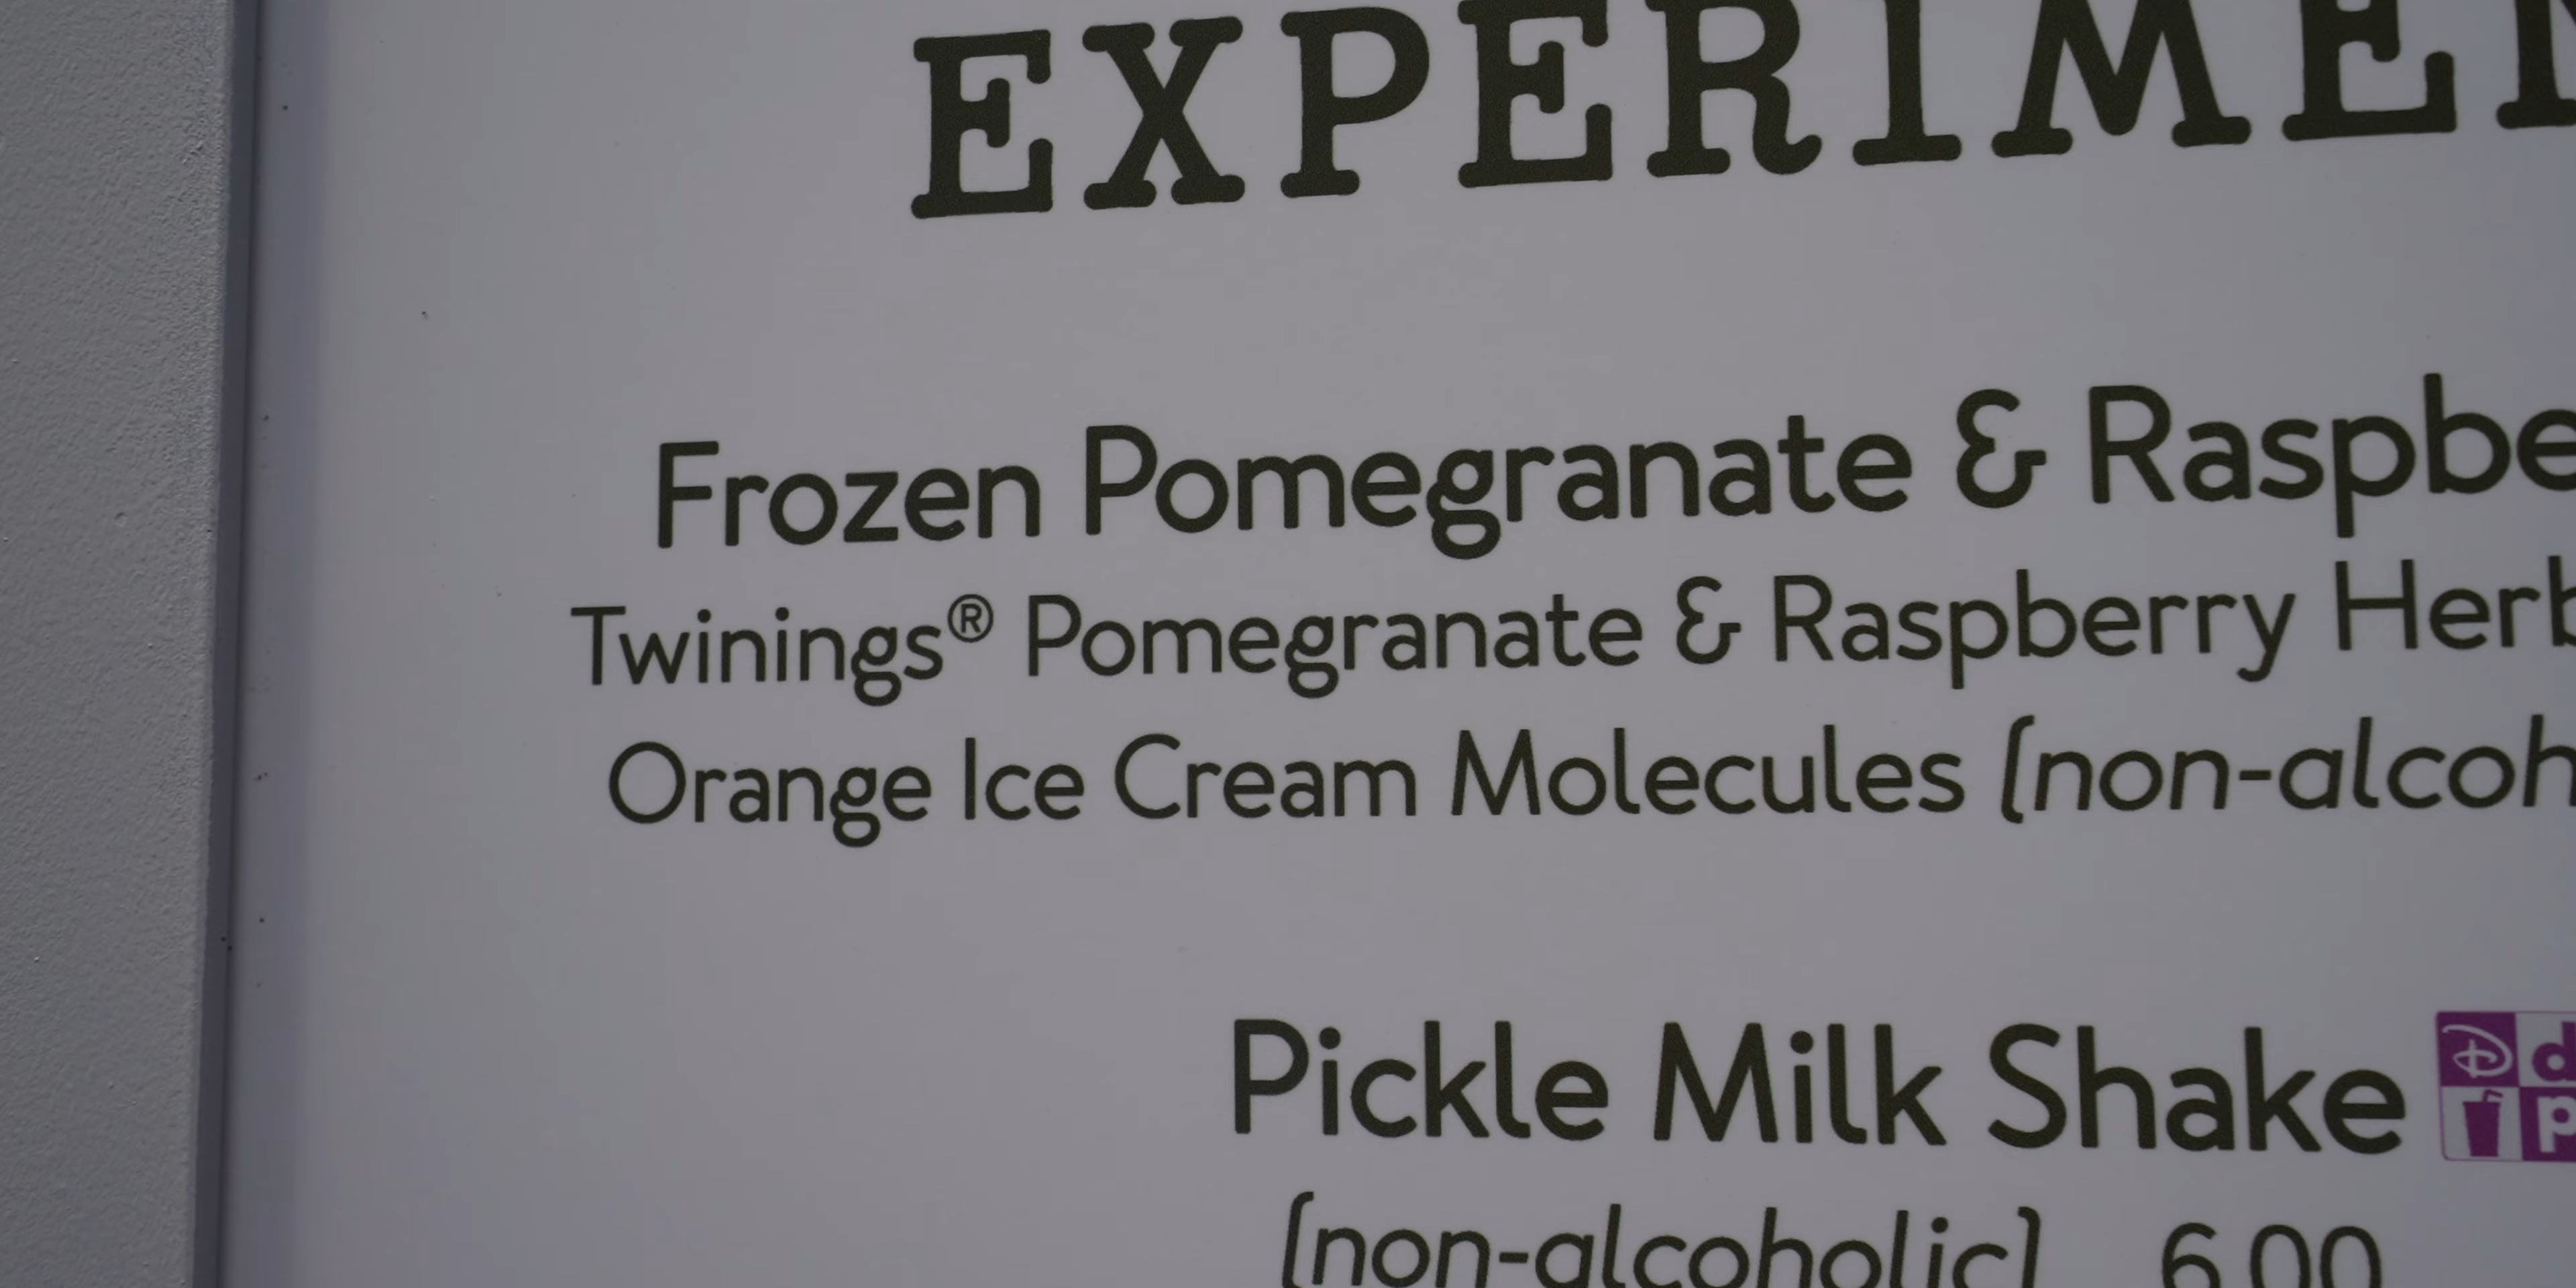 EXPERIMEN
Frozen Pomegranate & Raspbe
Twinings® Pomegranate & Raspberry Herb
Orange Ice Cream Molecules (non-alcoh
Pickle Milk Shake
(non-alcoholic) 6.00